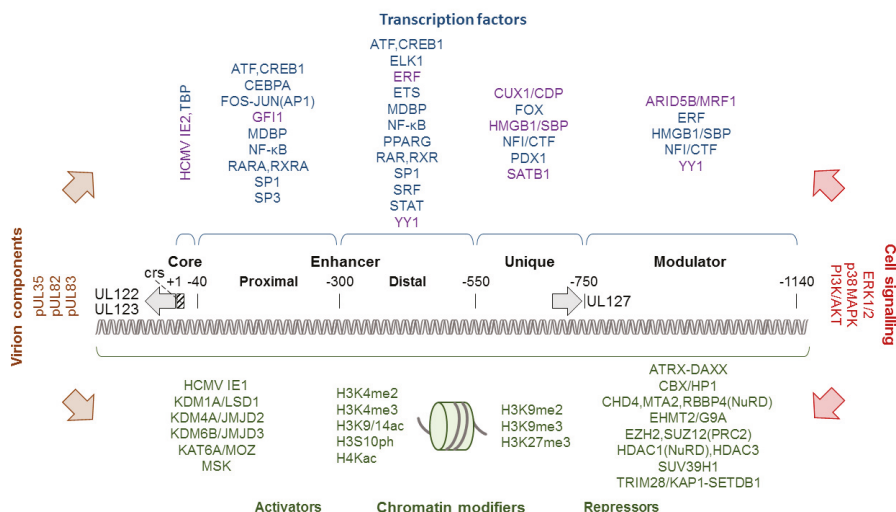 Transcription factors
HCMV IE2,TBP
ATF,CREB1
CEBPA
FOS-JUN(AP1)
GFI1
MDBP
NF-κB
RARA,RXRA
SP1
SP3
ATF,CREB1
ELK1
ERF
ETS
MDBP
NF-κB
PPARG
RAR,RXR
SP1
SRF
STAT
YY1
CUX1/CDP
FOX
HMGB1/SBP
NFI/CTF
PDX1
SATB1
ARID5B/MRF1
ERF
HMGB1/SBP
NFI/CTF
YY1
Virion components
pUL35
pUL82
pUL83
Cell signalling
ERK1/2
p38 MAPK
PI3K/AKT
Core
Enhancer
Unique
Modulator
crs
+1
-40
Proximal
-300
Distal
-550
-750
-1140
UL122
UL123
UL127
HCMV IE1
KDM1A/LSD1
KDM4A/JMJD2
KDM6B/JMJD3
KAT6A/MOZ
MSK
H3K4me2
H3K4me3
H3K9/14ac
H3S10ph
H4Kac
H3K9me2
H3K9me3
H3K27me3
ATRX-DAXX
CBX/HP1
CHD4,MTA2,RBBP4(NuRD)
EHMT2/G9A
EZH2,SUZ12(PRC2)
HDAC1(NuRD),HDAC3
SUV39H1
TRIM28/KAP1-SETDB1
Activators
Chromatin modifiers
Repressors